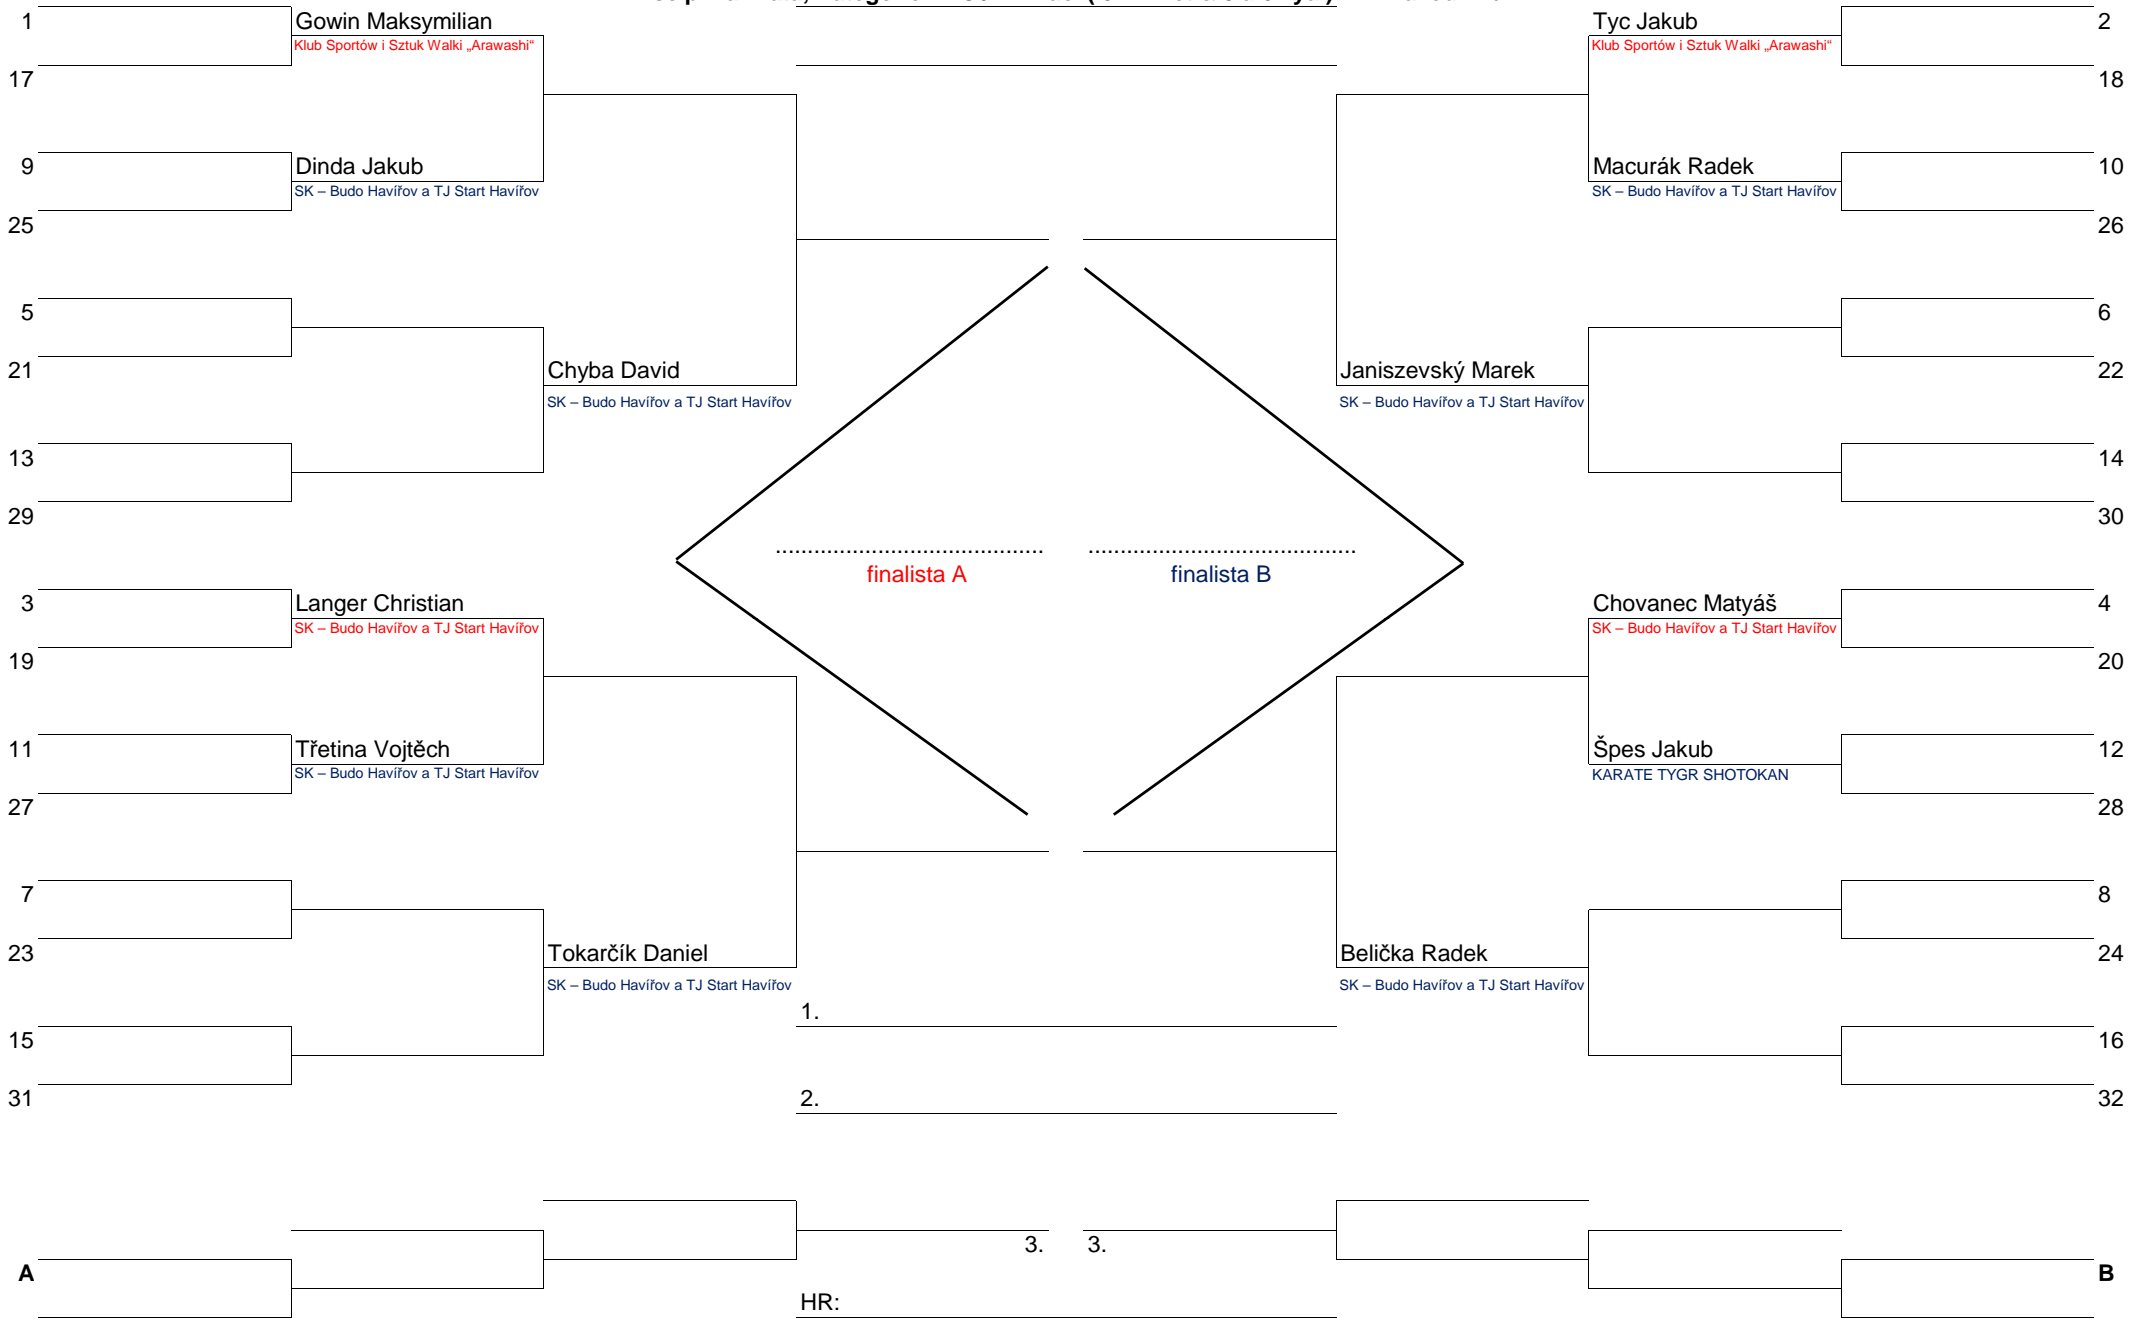 1 Gowin Maksymilian Tyc Jakub 2
Klub Sportów i Sztuk Walki „Arawashi“ Klub Sportów i Sztuk Walki „Arawashi“
17 18
9 Dinda Jakub Macurák Radek 10
SK – Budo Havířov a TJ Start Havířov SK – Budo Havířov a TJ Start Havířov
25 26
5 6
21 Chyba David Janiszevský Marek 22
SK – Budo Havířov a TJ Start Havířov SK – Budo Havířov a TJ Start Havířov
13 14
29 30
.......................................... ..........................................
finalista A finalista B
3 Langer Christian Chovanec Matyáš 4
SK – Budo Havířov a TJ Start Havířov SK – Budo Havířov a TJ Start Havířov
19 20
11 Třetina Vojtěch Špes Jakub 12
SK – Budo Havířov a TJ Start Havířov KARATE TYGR SHOTOKAN
27 28
7 8
23 Tokarčík Daniel Belička Radek 24
SK – Budo Havířov a TJ Start Havířov SK – Budo Havířov a TJ Start Havířov
1.
15 16
31 2. 32
3. 3.
A B
HR: